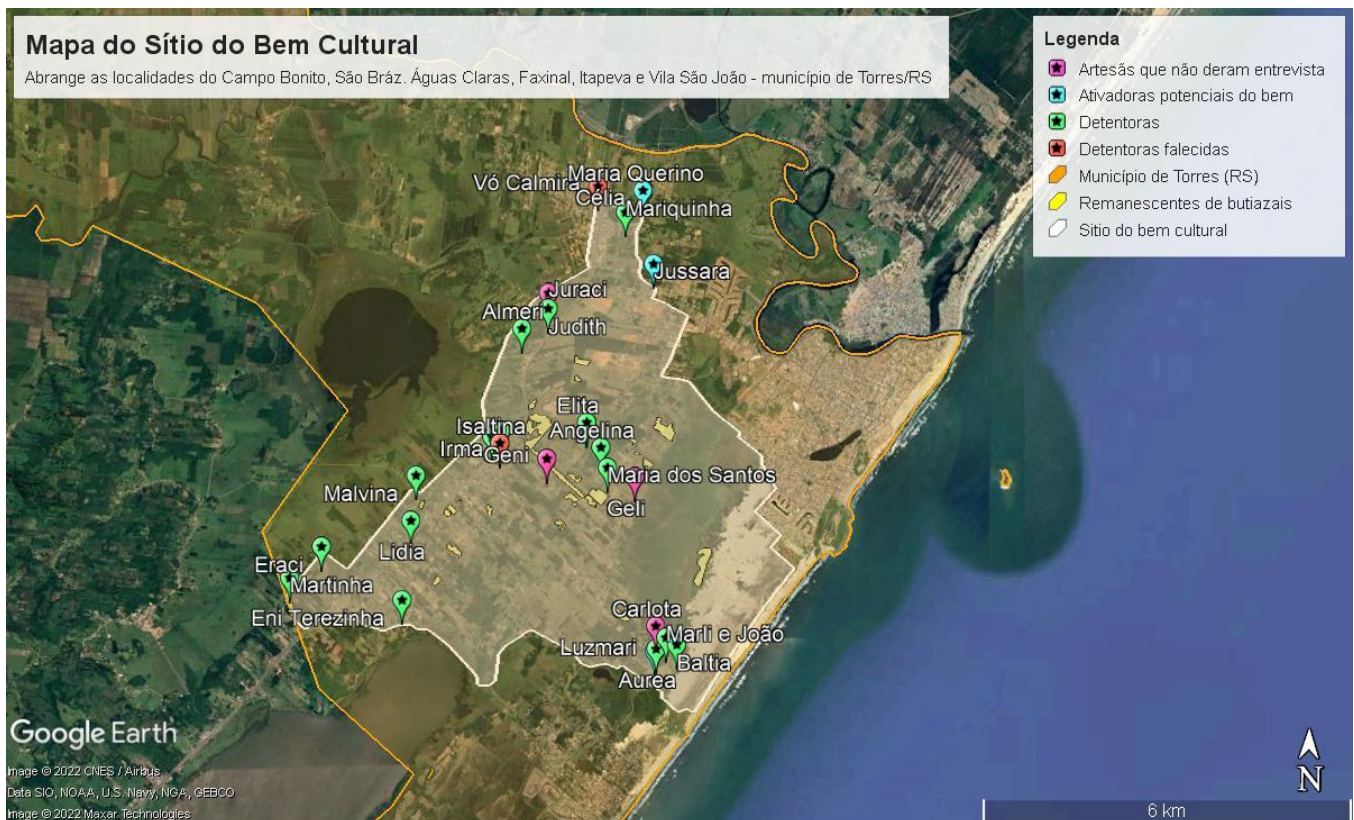 Mapa do Sítio do Bem Cultural
Abrange as localidades do Campo Bonito, São Bráz. Águas Claras, Faxinal, Itapeva e Vila São João - município de Torres/RS
Legenda
Artesãs que não deram entrevista
Ativadoras potenciais do bem
Detentoras
Detentoras falecidas
Município de Torres (RS)
Remanescentes de butiazais
Sitio do bem cultural
Maria Querino
Vó Calmira
Célia
Mariquinha
Jussara
Juraci
Almeri
Judith
Elita
Isaltina
Angelina
Irma
Geni
Maria dos Santos
Malvina
Geli
Lidia
Eraci
Martinha
Eni Terezinha
Carlota
Marli e João
Luzmari
Baltia
Aurea
Google Earth
Image © 2022 CNES / Airbus
Data SIO, NOAA, U.S. Navy, NGA, GEBCO
Image © 2022 Maxar Technologies
N
6 km